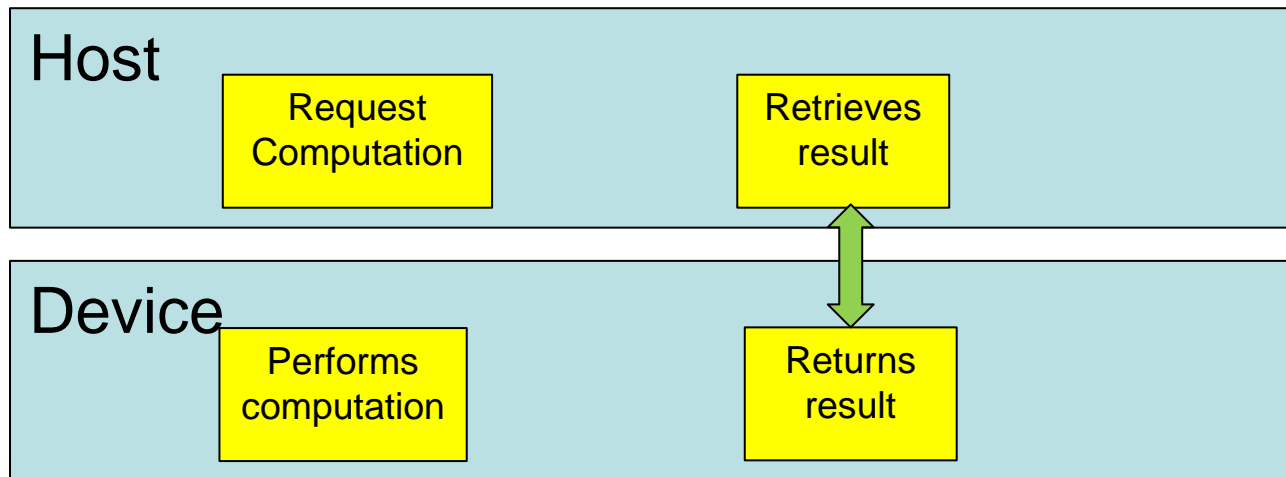 Host
Request
Computation
Retrieves
result
Device
Performs
computation
Returns
result